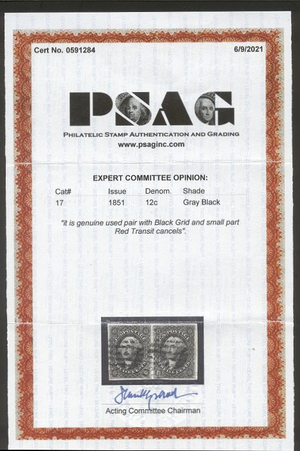 Cert No. 0591284
6/9/2021
PSAG
PHILATELIC STAMP AUTHENTICATION AND GRADING
www.psaginc.com
EXPERT COMMITTEE OPINION:
Cat# Issue Denom. Shade
17 1851 12c Gray Black
"it is genuine used pair with Black Grid and small part
Red Transit cancels".
Acting Committee Chairman